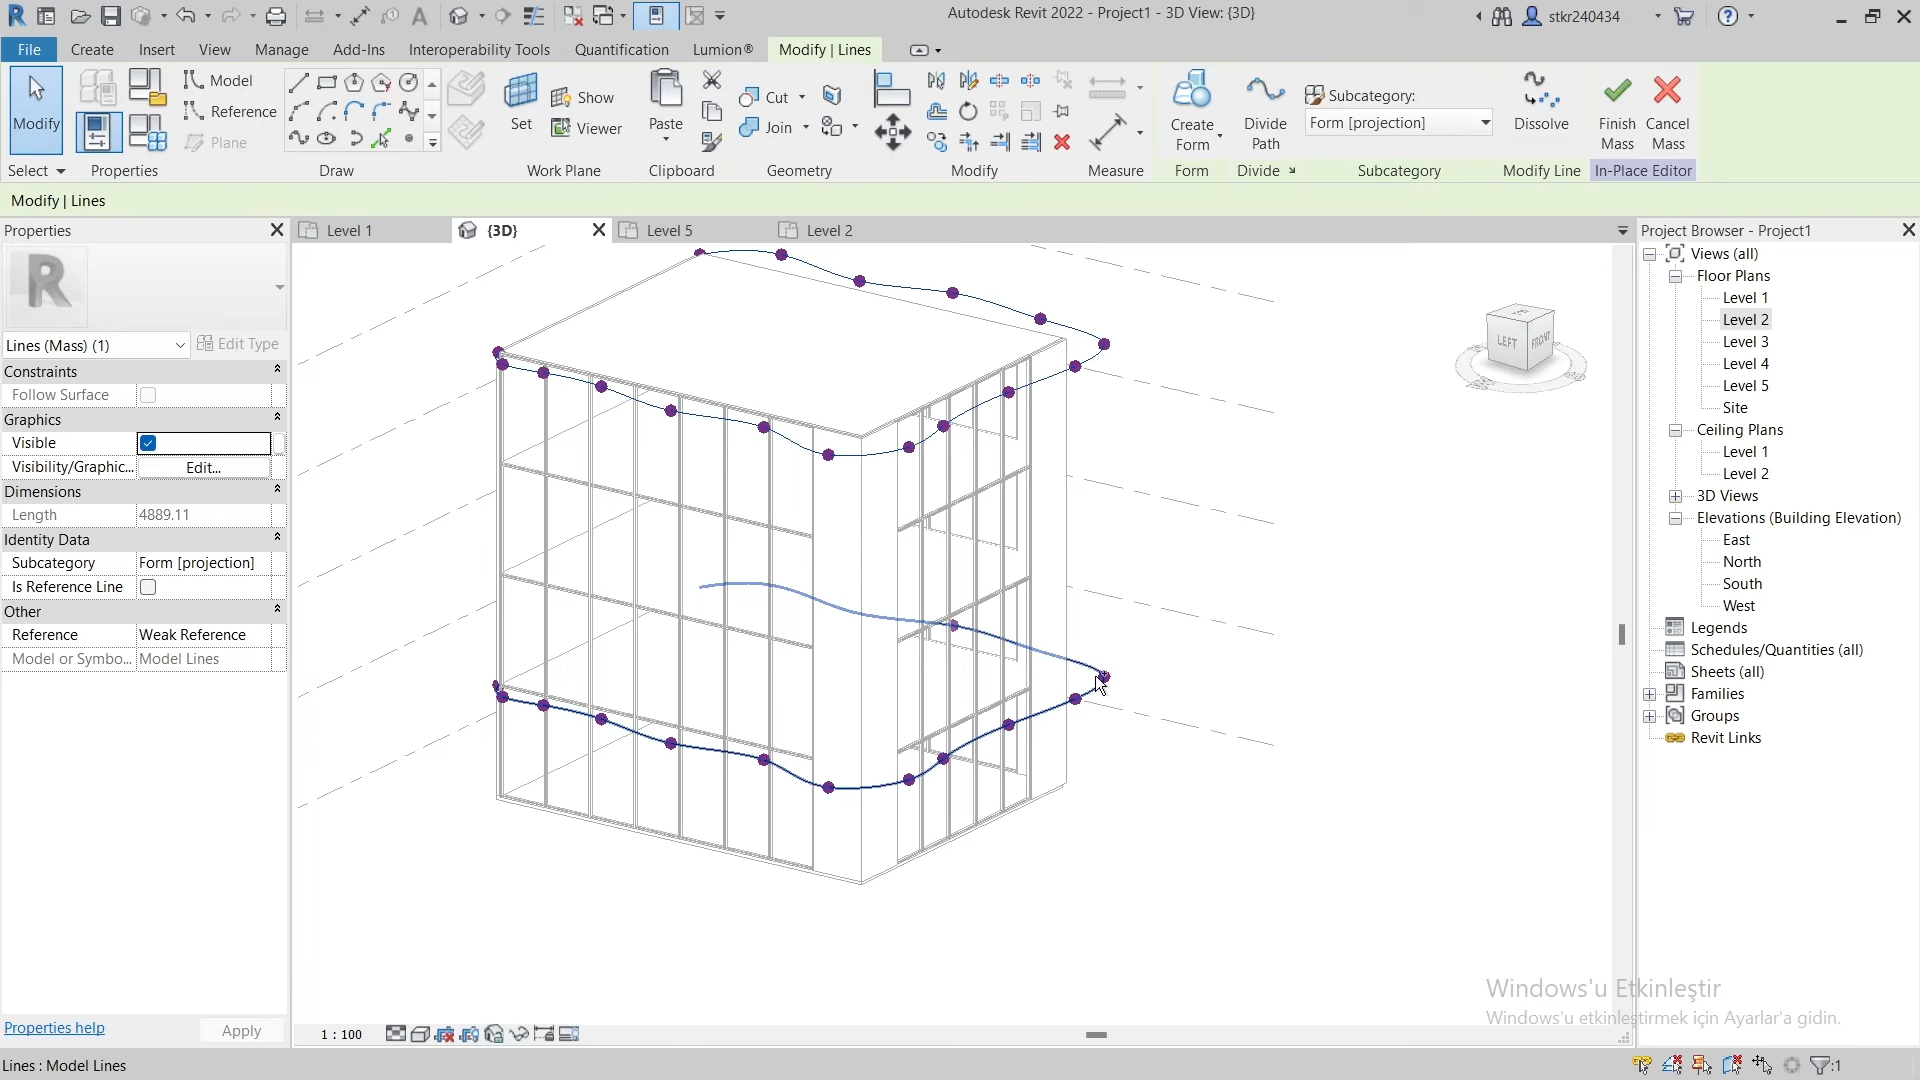 Autodesk Revit 2022 - Project1 - 3D View: {3D}
stkr240434
File Create Insert View Manage Add-Ins Interoperability Tools Quantification Lumion® Modify | Lines
Modify
Model
Reference
Plane
Set
Show
Viewer
Paste
Cut
Join
Create Form
Divide Path
Subcategory:
Form [projection]
Dissolve
Finish Mass
Cancel Mass
Select Properties Draw Work Plane Clipboard Geometry Modify Measure Form Divide Subcategory Modify Line In-Place Editor
Modify | Lines
Properties
Lines (Mass) (1)
Edit Type
Constraints
Follow Surface
Graphics
Visible
Visibility/Graphic... Edit...
Dimensions
Length 4889.11
Identity Data
Subcategory Form [projection]
Is Reference Line
Other
Reference Weak Reference
Model or Symbo... Model Lines
Properties help
Apply
Level 1
{3D}
Level 5
Level 2
LEFT
FRONT
1 : 100
Project Browser - Project1
Views (all)
Floor Plans
Level 1
Level 2
Level 3
Level 4
Level 5
Site
Ceiling Plans
Level 1
Level 2
3D Views
Elevations (Building Elevation)
East
North
South
West
Legends
Schedules/Quantities (all)
Sheets (all)
Families
Groups
Revit Links
Windows'u Etkinleştir
Windows'u etkinleştirmek için Ayarlar'a gidin.
Lines : Model Lines
:1